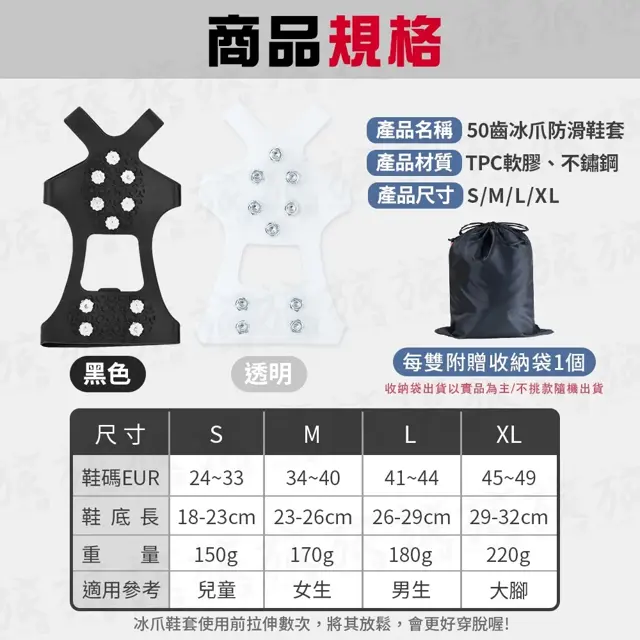 商品規格
產品名稱 50齒冰爪防滑鞋套
產品材質 TPC軟膠、不鏽鋼
產品尺寸 S/M/L/XL
黑色
透明
每雙附贈收納袋1個
收納袋出貨以實品為主/不挑款隨機出貨
尺寸 S M L XL
鞋碼EUR 24~33 34~40 41~44 45~49
鞋底長 18-23cm 23-26cm 26-29cm 29-32cm
重量 150g 170g 180g 220g
適用參考 兒童 女生 男生 大腳
冰爪鞋套使用前拉伸數次，將其放鬆，會更好穿脫喔!